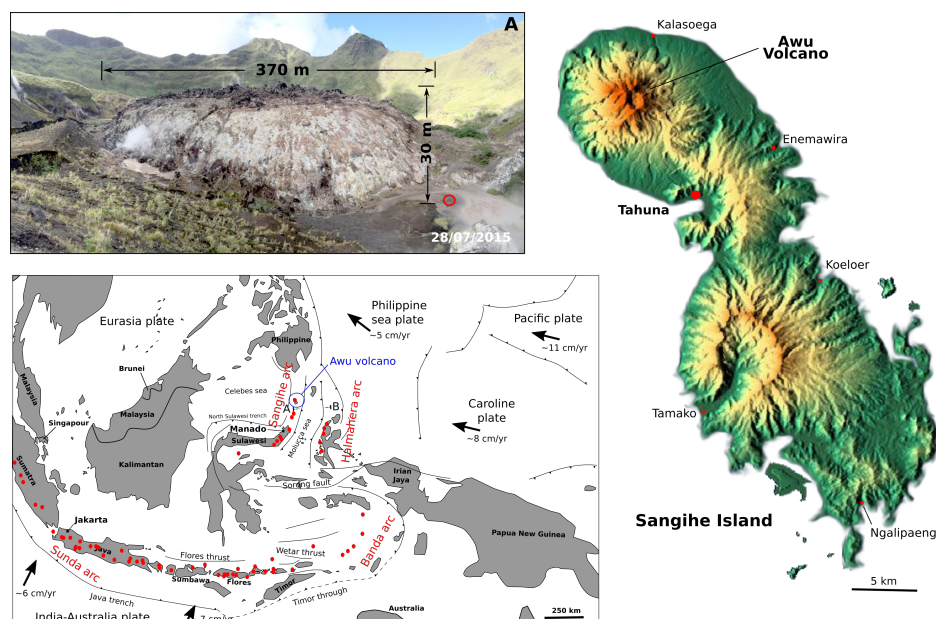 A
370 m
30 m
28/07/2015
Kalasoega
Awu
Volcano
Enemawira
Tahuna
Koeloer
Tamako
Sangihe Island
Ngalipaeng
5 km
Eurasia plate
Philippine
sea plate
~5 cm/yr
Pacific plate
~11 cm/yr
Philippine
Awu volcano
Brunei
Celebes sea
Sangihe arc
Malaysia
Malaysia
Singapour
A
B
Halmahera arc
Caroline
plate
~8 cm/yr
North Sulawesi trench
Manado
Sulawesi
Molucca sea
Kalimantan
Sumatra
Sorong fault
Irian
Jaya
Jakarta
Java
Papua New Guinea
Sunda arc
Flores thrust
Wetar thrust
Banda arc
Sumbawa
Flores
Timor
Timor through
~6 cm/yr
Java trench
India-Australia plate
~7 cm/yr
Australia
250 km